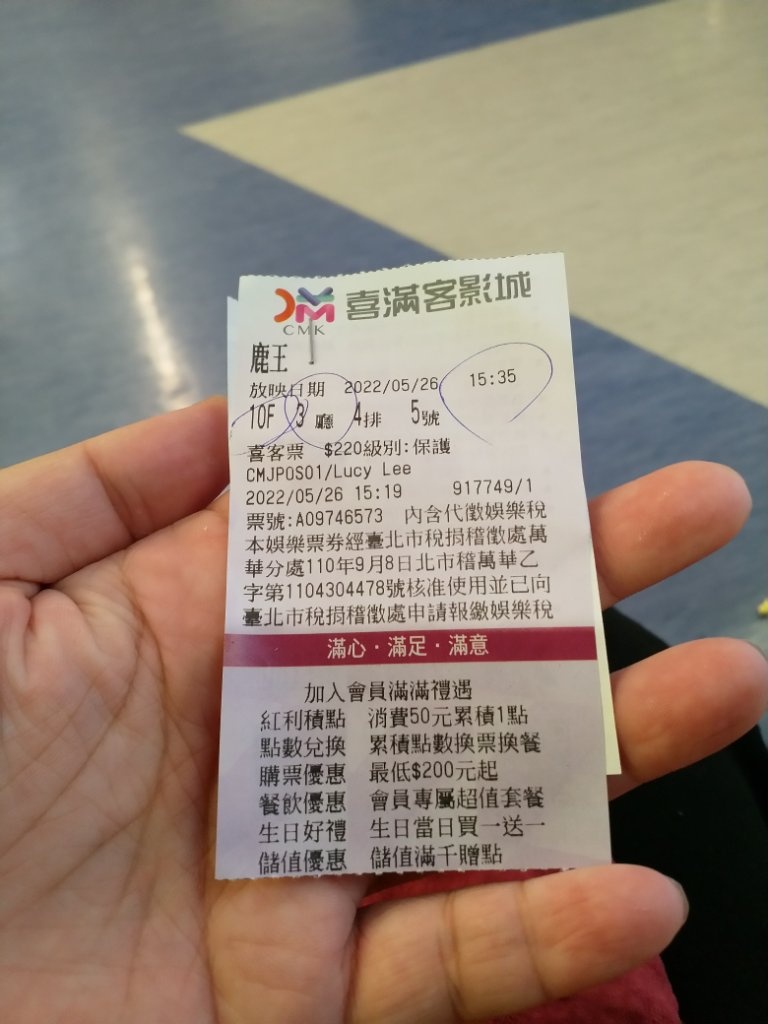 CMK 喜滿客影城
鹿王
放映日期 2022/05/26 15:35
10F 3廳 4排 5號
喜客票 $220級別:保護
CMJPOS01/Lucy Lee
2022/05/26 15:19 917749/1
票號:A09746573 內含代徵娛樂稅
本娛樂票券經臺北市稅捐稽徵處萬
華分處110年9月8日北市稽萬華乙
字第1104304478號核准使用並已向
臺北市稅捐稽徵處申請報繳娛樂稅
滿心・滿足・滿意
加入會員滿滿禮遇
紅利積點 消費50元累積1點
點數兌換 累積點數換票換餐
購票優惠 最低$200元起
餐飲優惠 會員專屬超值套餐
生日好禮 生日當日買一送一
儲值優惠 儲值滿千贈點